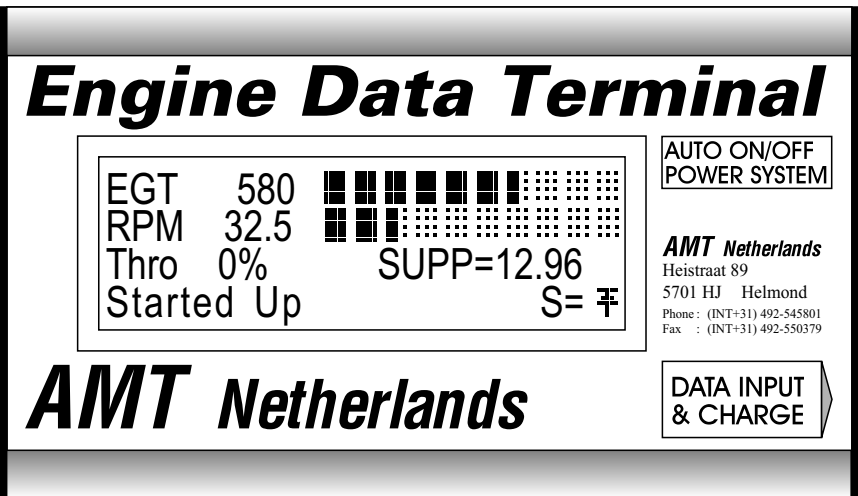 Engine Data Terminal
EGT 580
RPM 32.5
Thro 0% SUPP=12.96
Started Up S=
AUTO ON/OFF
POWER SYSTEM
AMT Netherlands
Heistraat 89
5701 HJ Helmond
Phone : (INT+31) 492-545801
Fax : (INT+31) 492-550379
AMT Netherlands
DATA INPUT
& CHARGE